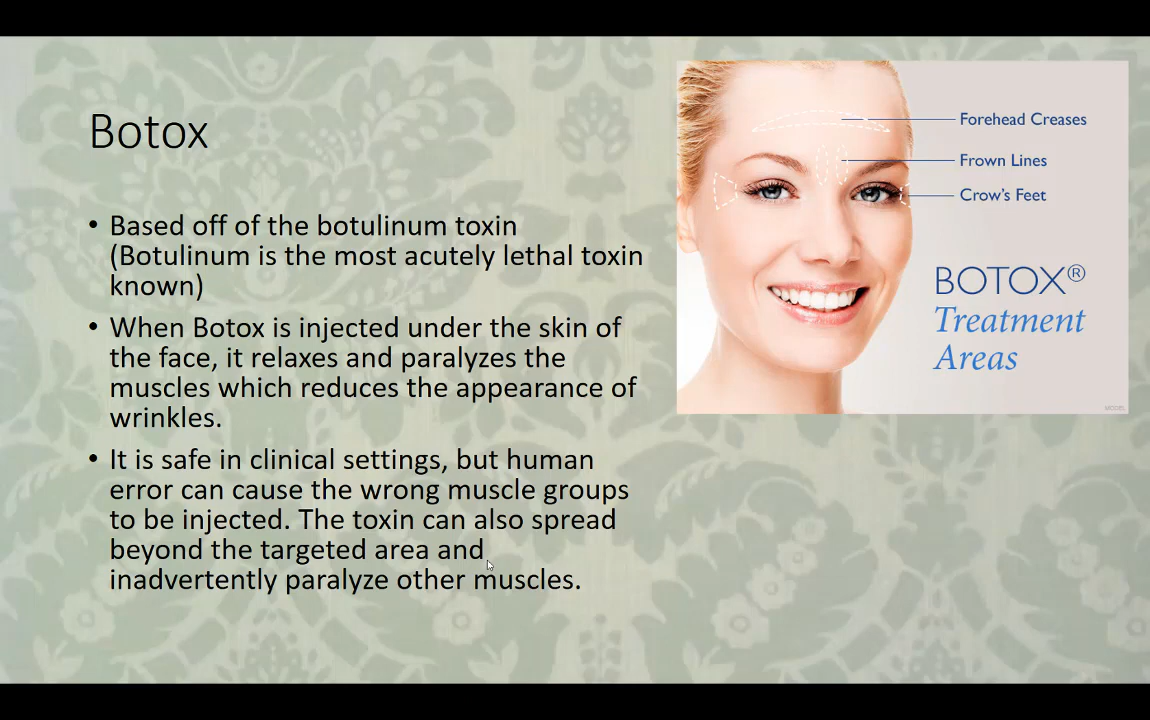 Botox
• Based off of the botulinum toxin
(Botulinum is the most acutely lethal toxin
known)
• When Botox is injected under the skin of
the face, it relaxes and paralyzes the
muscles which reduces the appearance of
wrinkles.
• It is safe in clinical settings, but human
error can cause the wrong muscle groups
to be injected. The toxin can also spread
beyond the targeted area and
inadvertently paralyze other muscles.
Forehead Creases
Frown Lines
Crow's Feet
BOTOX®
Treatment
Areas
MODEL